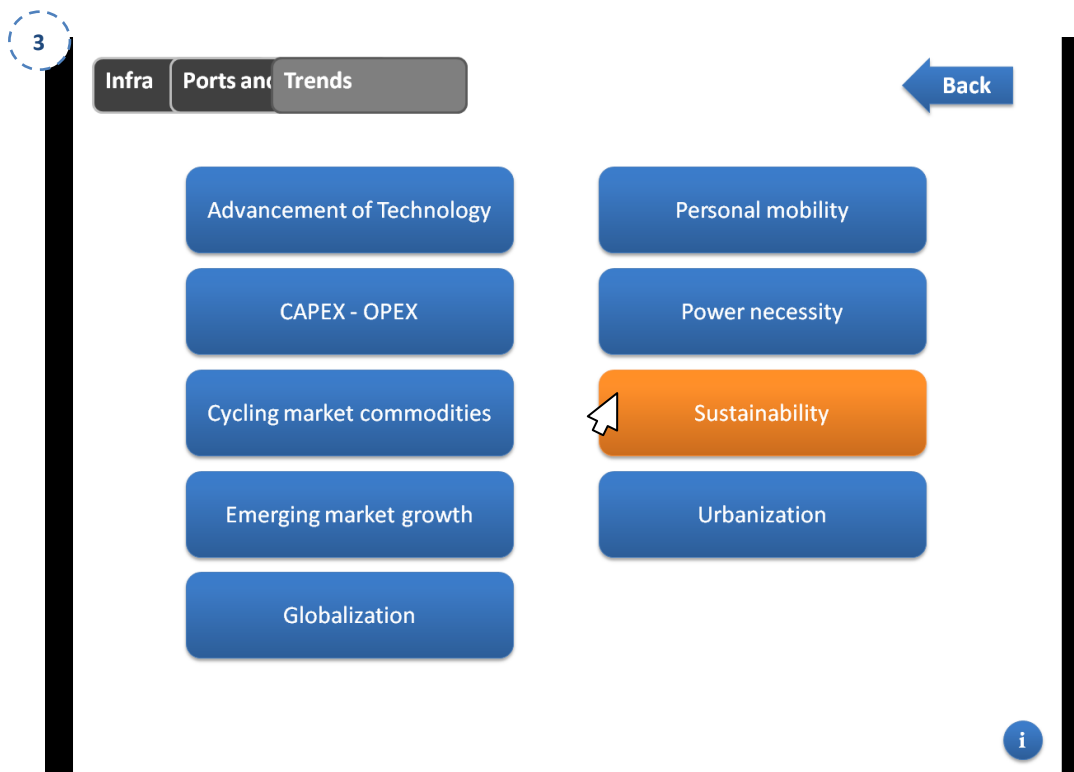 3
Infra
Ports and
Trends
Back
Advancement of Technology
Personal mobility
CAPEX - OPEX
Power necessity
Cycling market commodities
Sustainability
Emerging market growth
Urbanization
Globalization
i